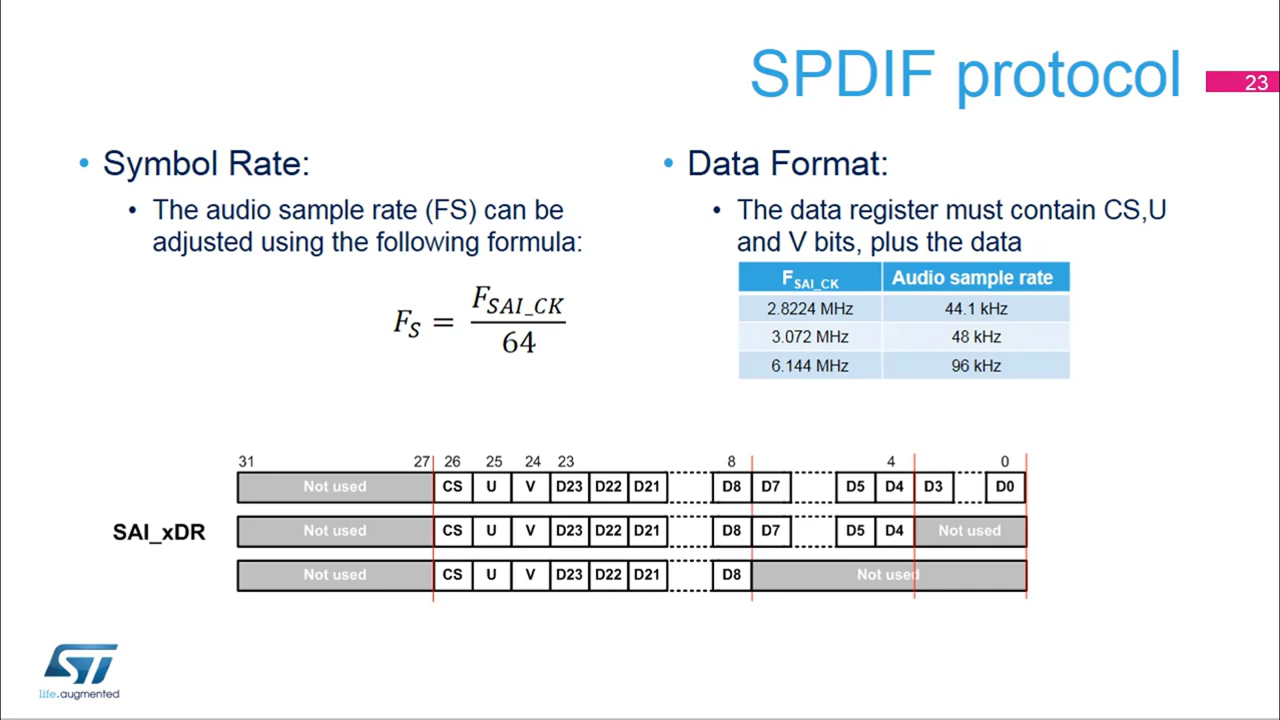 SPDIF protocol
23
• Symbol Rate:
• The audio sample rate (FS) can be
adjusted using the following formula:
F_S = F_SAI_CK / 64
• Data Format:
• The data register must contain CS,U
and V bits, plus the data
F_SAI_CK Audio sample rate
2.8224 MHz 44.1 kHz
3.072 MHz 48 kHz
6.144 MHz 96 kHz
31 27 26 25 24 23 8 4 0
Not used CS U V D23 D22 D21 D8 D7 D5 D4 D3 D0
SAI_xDR
Not used CS U V D23 D22 D21 D8 D7 D5 D4 Not used
Not used CS U V D23 D22 D21 D8 Not used
ST
life.augmented